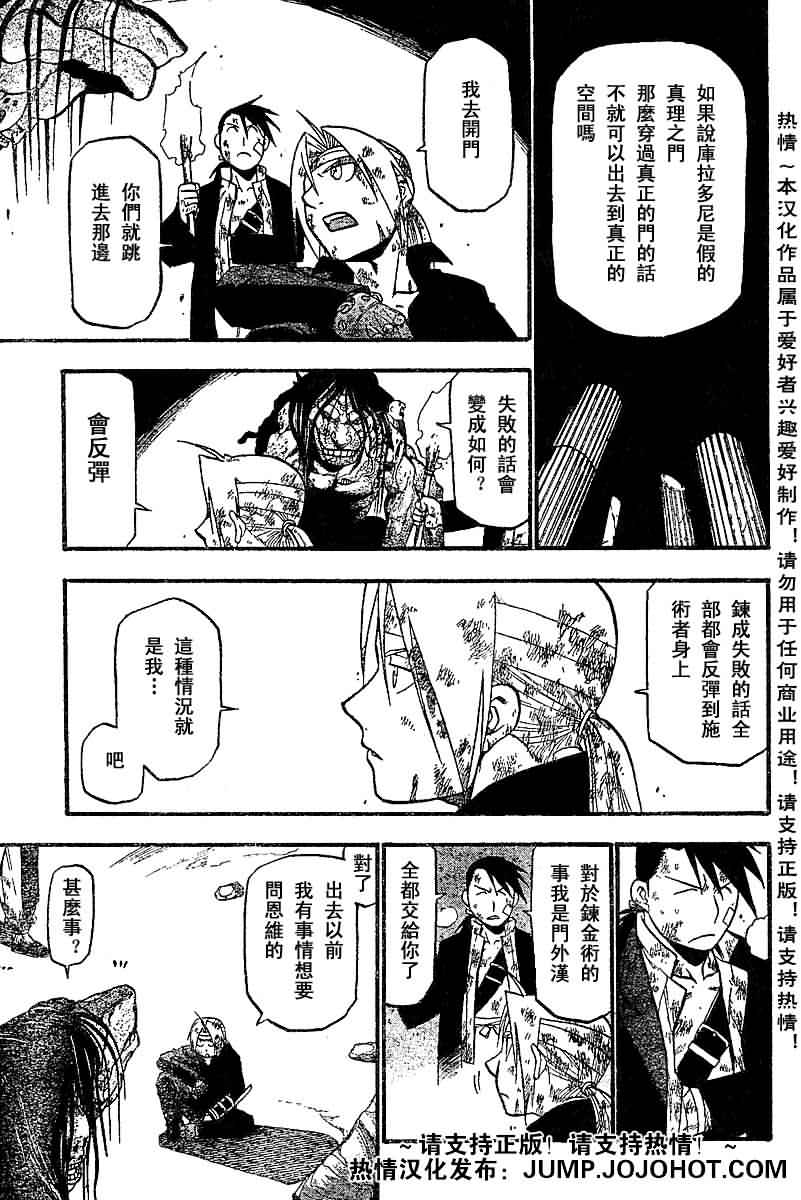 如果說庫拉多尼是假的
真理之門
那麼穿過真正的門的話
不就可以出去到真正的
空間嗎
我去開門
你們就跳
進去那邊
失敗的話會
變成如何？
會反彈
鍊成失敗的話全
部都會反彈到施
術者身上
這種情況就
是我…
吧
對於鍊金術的
事我是門外漢
全都交給你了
對了
出去以前
我有事情想要
問恩維的
甚麼事？
热情～本汉化作品属于爱好者兴趣爱好制作！请勿用于任何商业用途！请支持正版！请支持热情！
～请支持正版！请支持热情！～
热情汉化发布：JUMP.JOJOHOT.COM